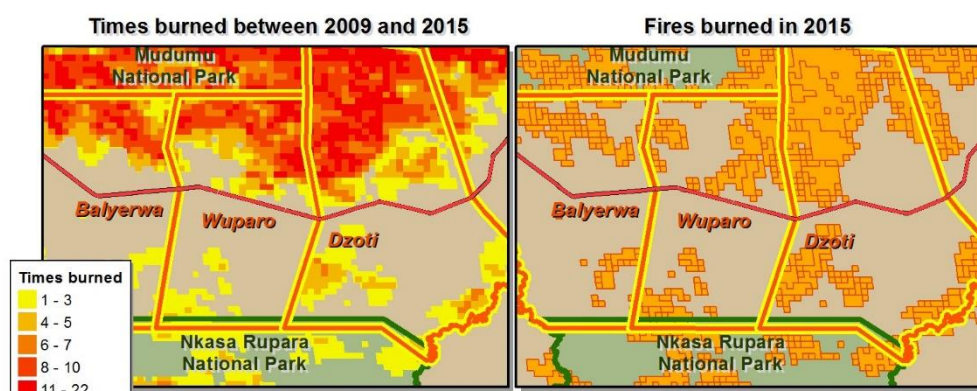 Times burned between 2009 and 2015
Mudumu
National Park
Balyerwa
Wuparo
Dzoti
Times burned
1 - 3
4 - 5
6 - 7
8 - 10
11 - 22
Nkasa Rupara
National Park
Fires burned in 2015
Mudumu
National Park
Balyerwa
Wuparo
Dzoti
Nkasa Rupara
National Park